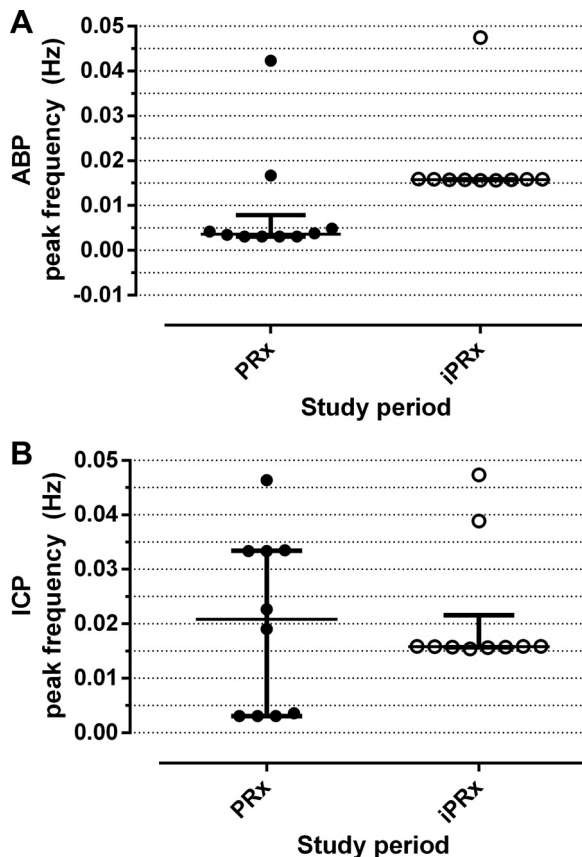 A
ABP
peak frequency (Hz)
0.05
0.04
0.03
0.02
0.01
0.00
-0.01
PRx
iPRx
Study period
B
ICP
peak frequency (Hz)
0.05
0.04
0.03
0.02
0.01
0.00
PRx
iPRx
Study period